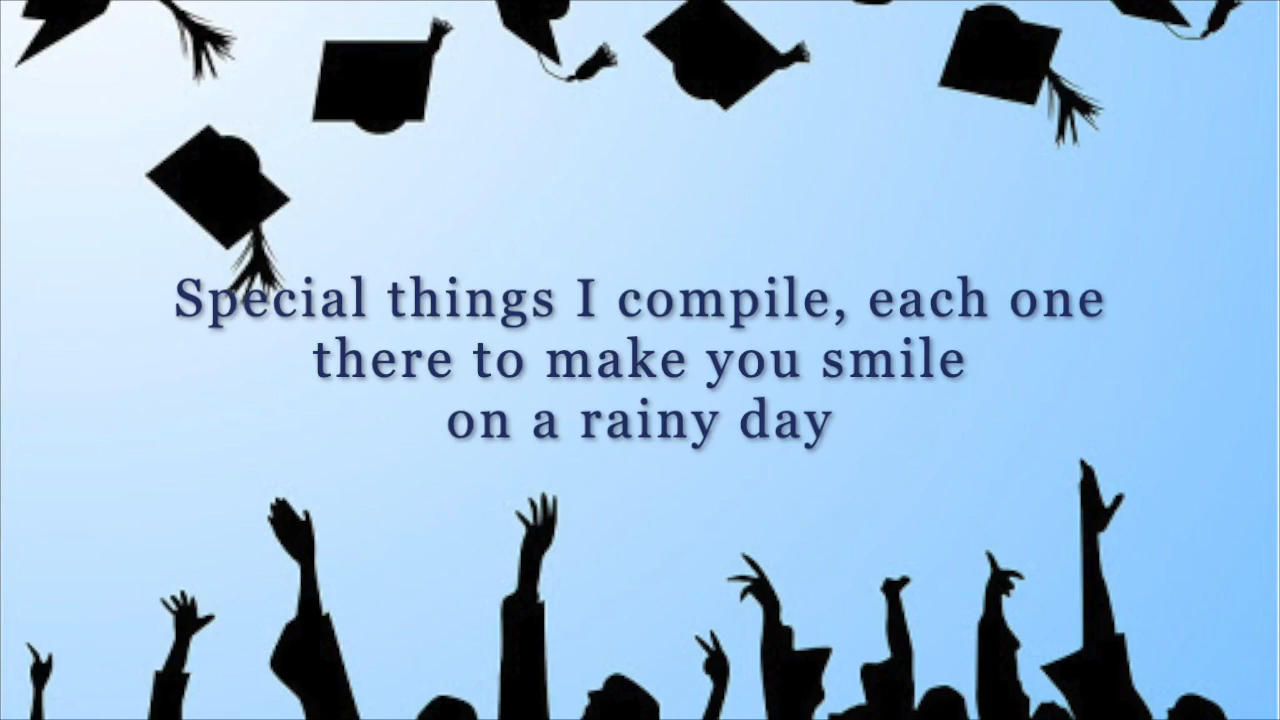 Special things I compile, each one
there to make you smile
on a rainy day